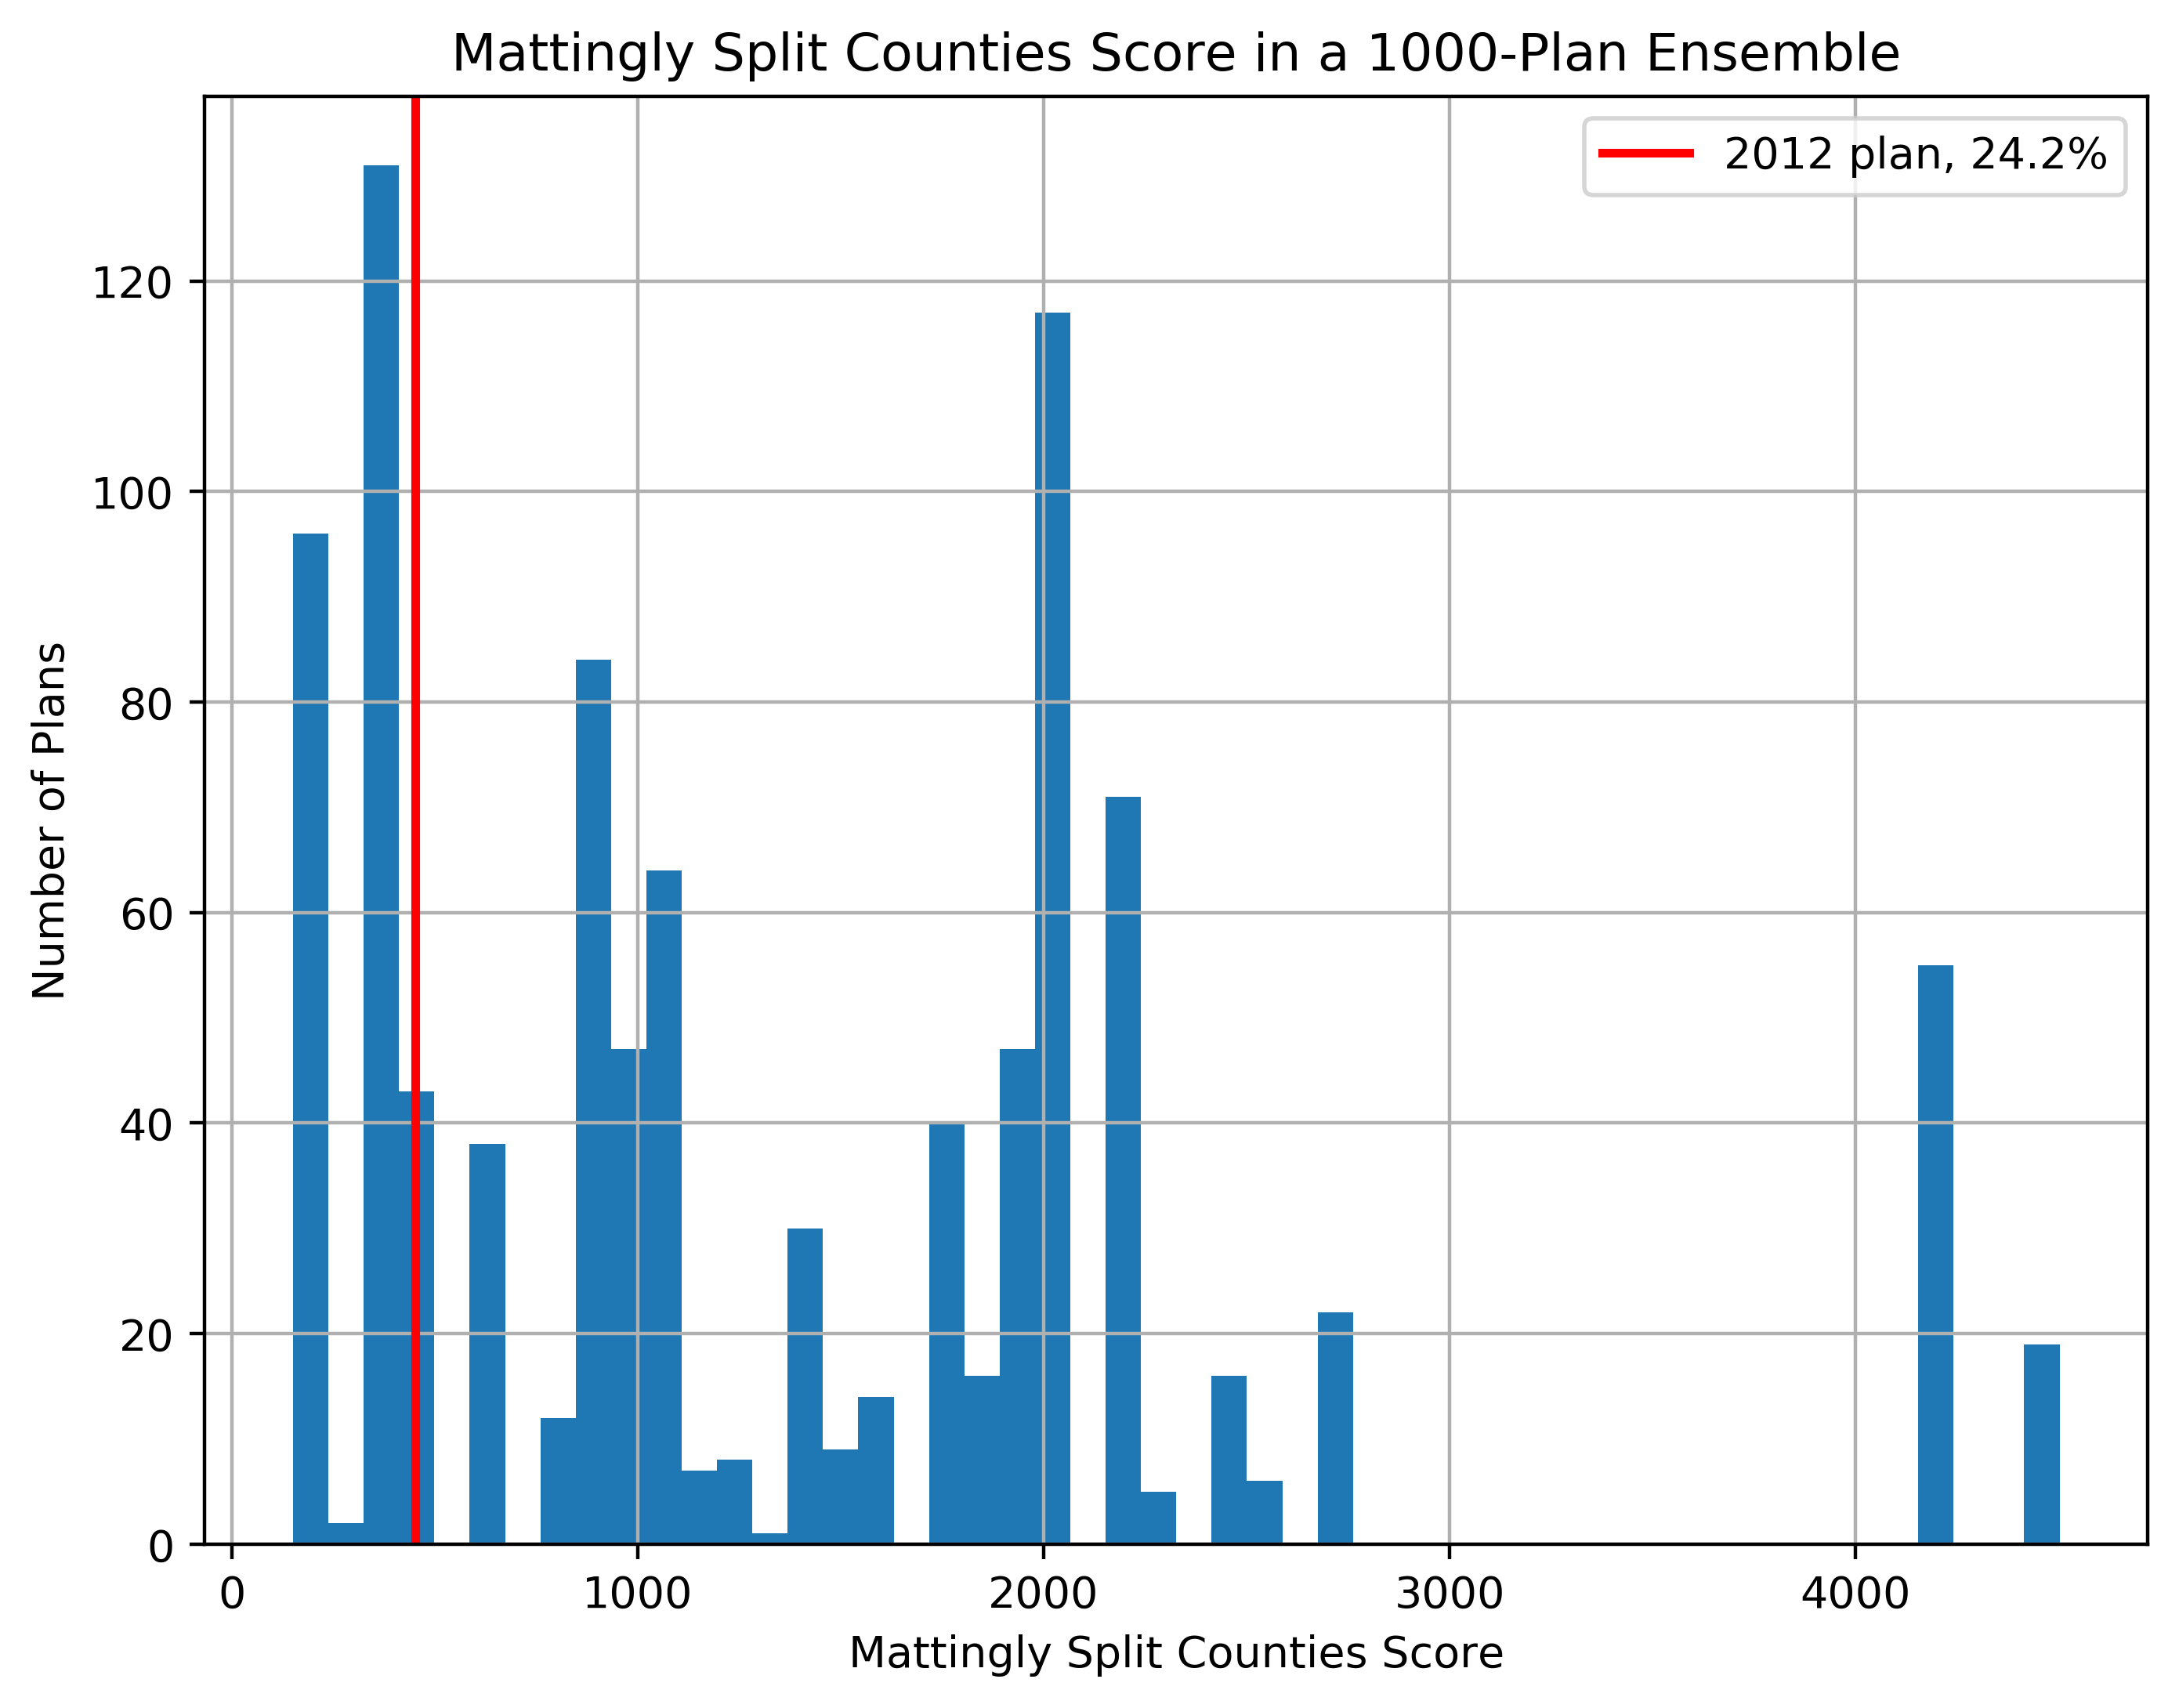 Mattingly Split Counties Score in a 1000-Plan Ensemble
2012 plan, 24.2%
Number of Plans
120
100
80
60
40
20
0
0 1000 2000 3000 4000
Mattingly Split Counties Score